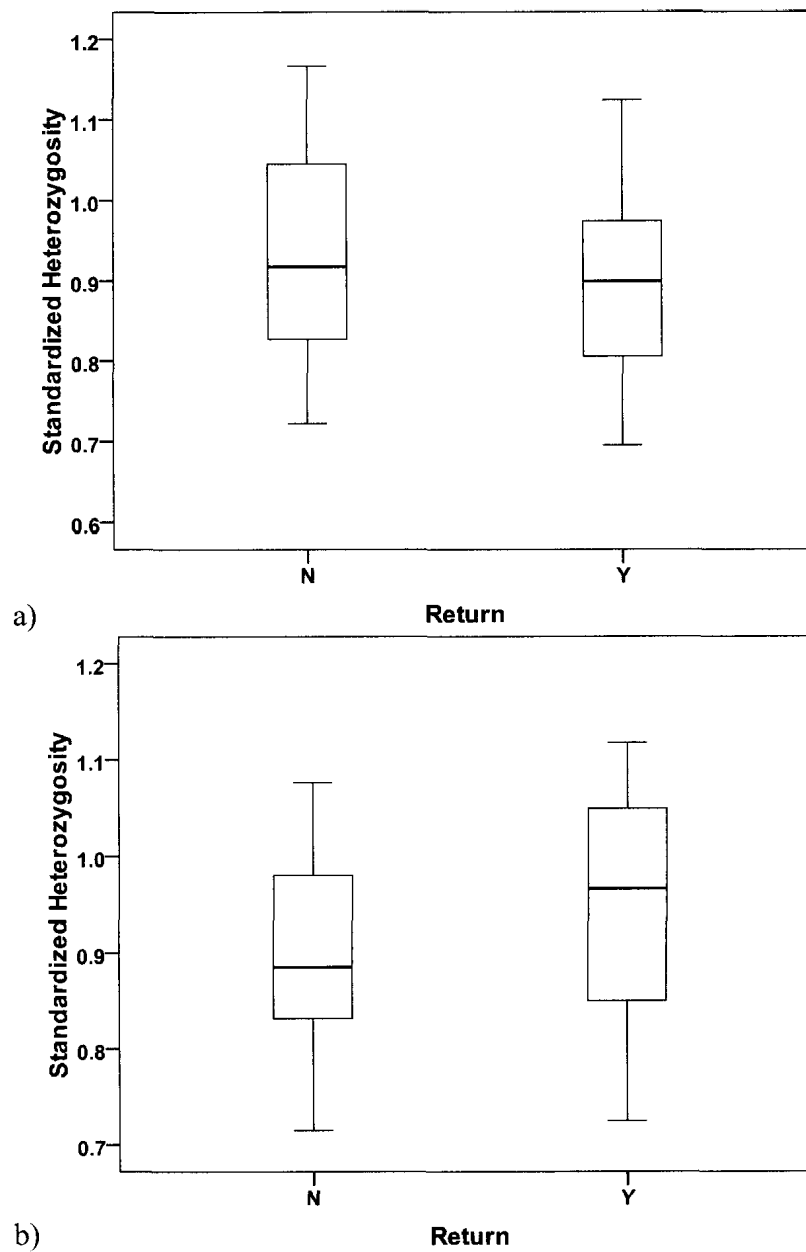 Standardized Heterozygosity
1.2
1.1
1.0
0.9
0.8
0.7
0.6
N
Y
a)
Return
Standardized Heterozygosity
1.2
1.1
1.0
0.9
0.8
0.7
N
Y
b)
Return